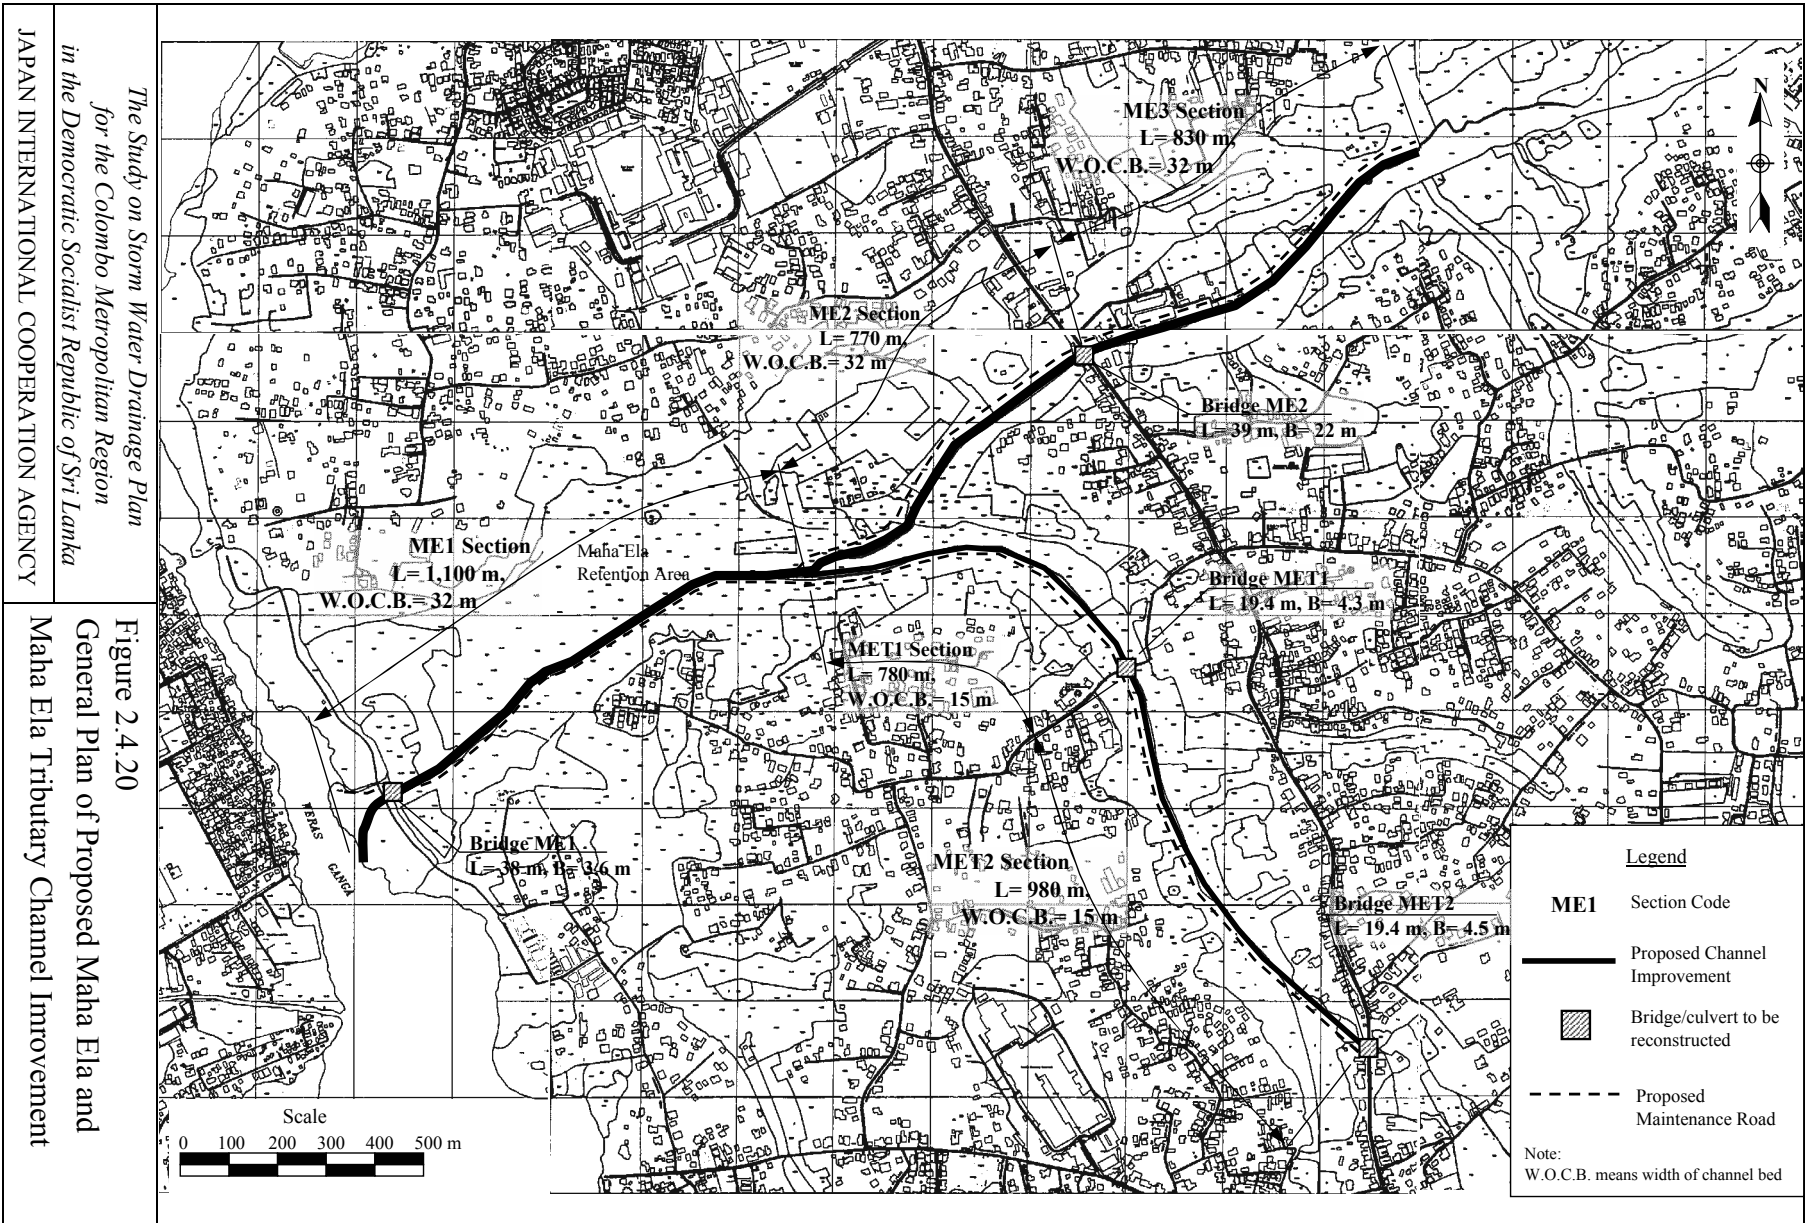 The Study on Storm Water Drainage Plan
for the Colombo Metropolitan Region
in the Democratic Socialist Republic of Sri Lanka
JAPAN INTERNATIONAL COOPERATION AGENCY
Figure 2.4.20
General Plan of Proposed Maha Ela and
Maha Ela Tributary Channel Improvement
N
ME3 Section
L= 830 m,
W.O.C.B.= 32 m
ME2 Section
L= 770 m,
W.O.C.B.= 32 m
Bridge ME2
L= 39 m, B= 22 m
ME1 Section
L= 1,100 m,
W.O.C.B.= 32 m
Maha Ela
Retention Area
Bridge MET1
L= 19.4 m, B= 4.3 m
MET1 Section
L= 780 m,
W.O.C.B.= 15 m
WERAS
GANGA
Bridge ME1
L= 38 m, B= 3.6 m
MET2 Section
L= 980 m,
W.O.C.B.= 15 m
Bridge MET2
L= 19.4 m, B= 4.5 m
Scale
0 100 200 300 400 500 m
Legend
ME1 Section Code
Proposed Channel
Improvement
Bridge/culvert to be
reconstructed
Proposed
Maintenance Road
Note:
W.O.C.B. means width of channel bed